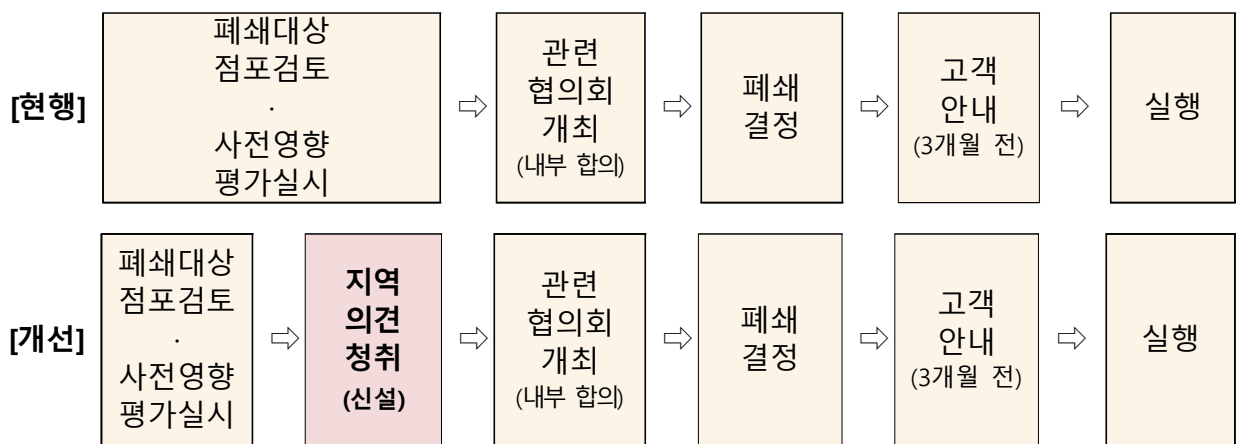 [현행]
폐쇄대상
점포검토
·
사전영향
평가실시
⇨
관련
협의회
개최
(내부 합의)
⇨
폐쇄
결정
⇨
고객
안내
(3개월 전)
⇨
실행
[개선]
폐쇄대상
점포검토
·
사전영향
평가실시
⇨
지역
의견
청취
(신설)
⇨
관련
협의회
개최
(내부 합의)
⇨
폐쇄
결정
⇨
고객
안내
(3개월 전)
⇨
실행